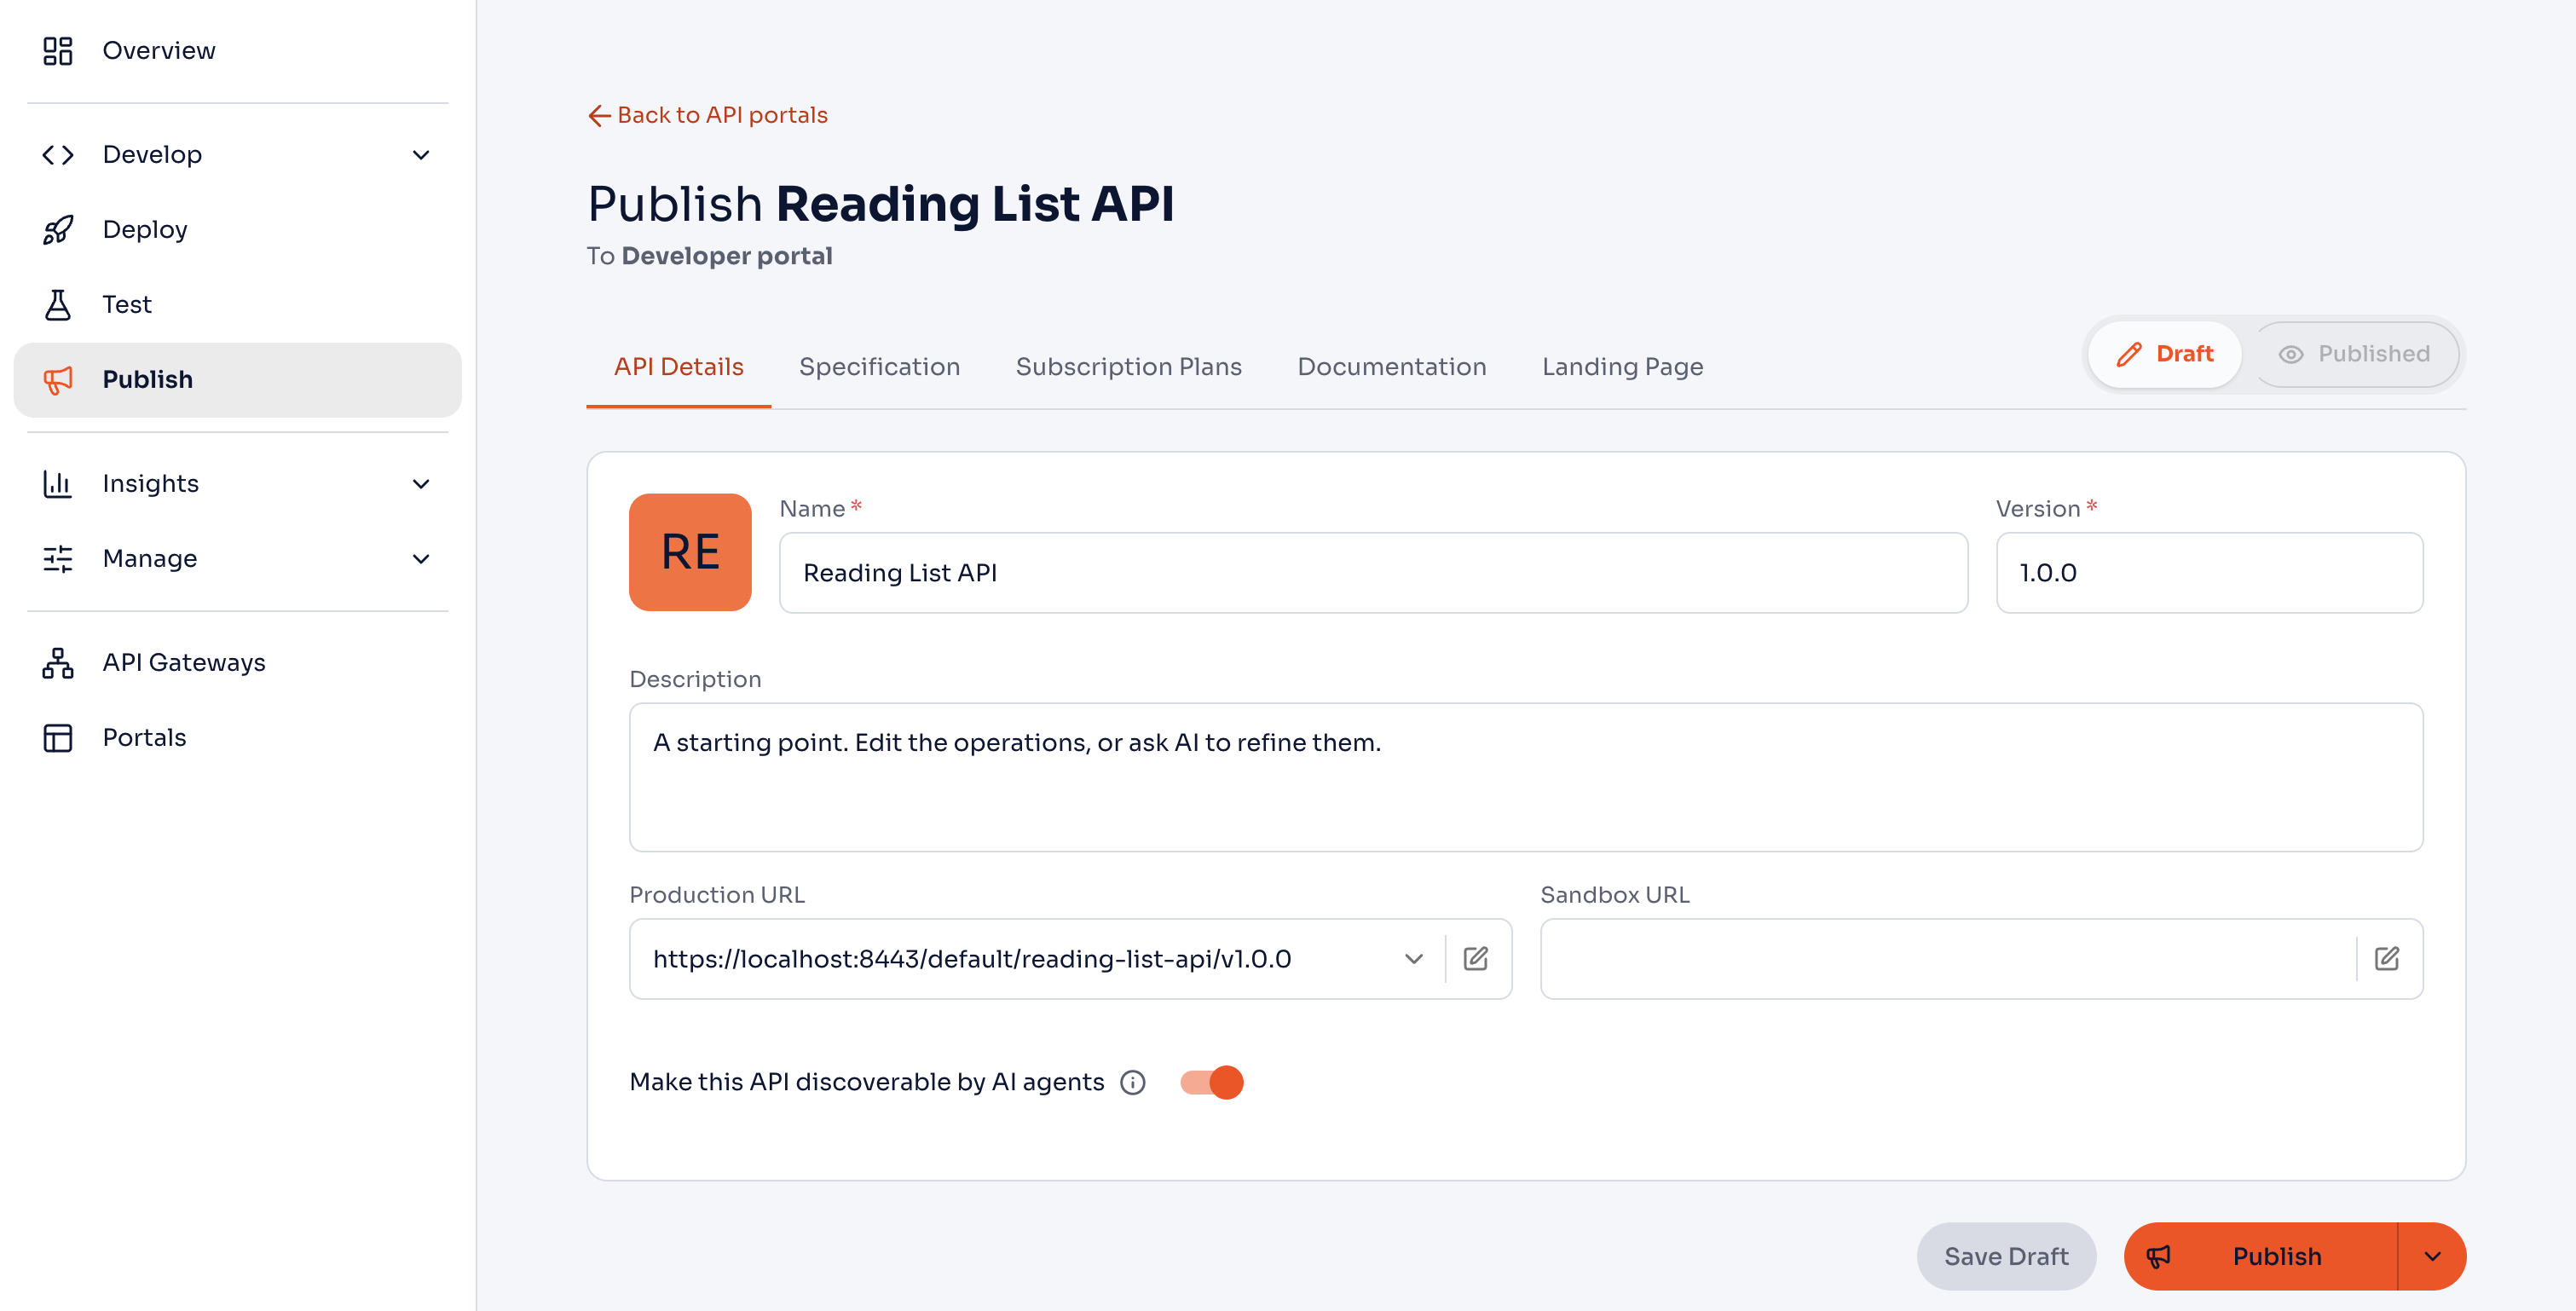 Overview
Develop
Deploy
Test
Publish
Insights
Manage
API Gateways
Portals
Back to API portals
Publish Reading List API
To Developer portal
API Details
Specification
Subscription Plans
Documentation
Landing Page
Draft
Published
RE
Name *
Reading List API
Version *
1.0.0
Description
A starting point. Edit the operations, or ask AI to refine them.
Production URL
https://localhost:8443/default/reading-list-api/v1.0.0
Sandbox URL
Make this API discoverable by AI agents
Save Draft
Publish